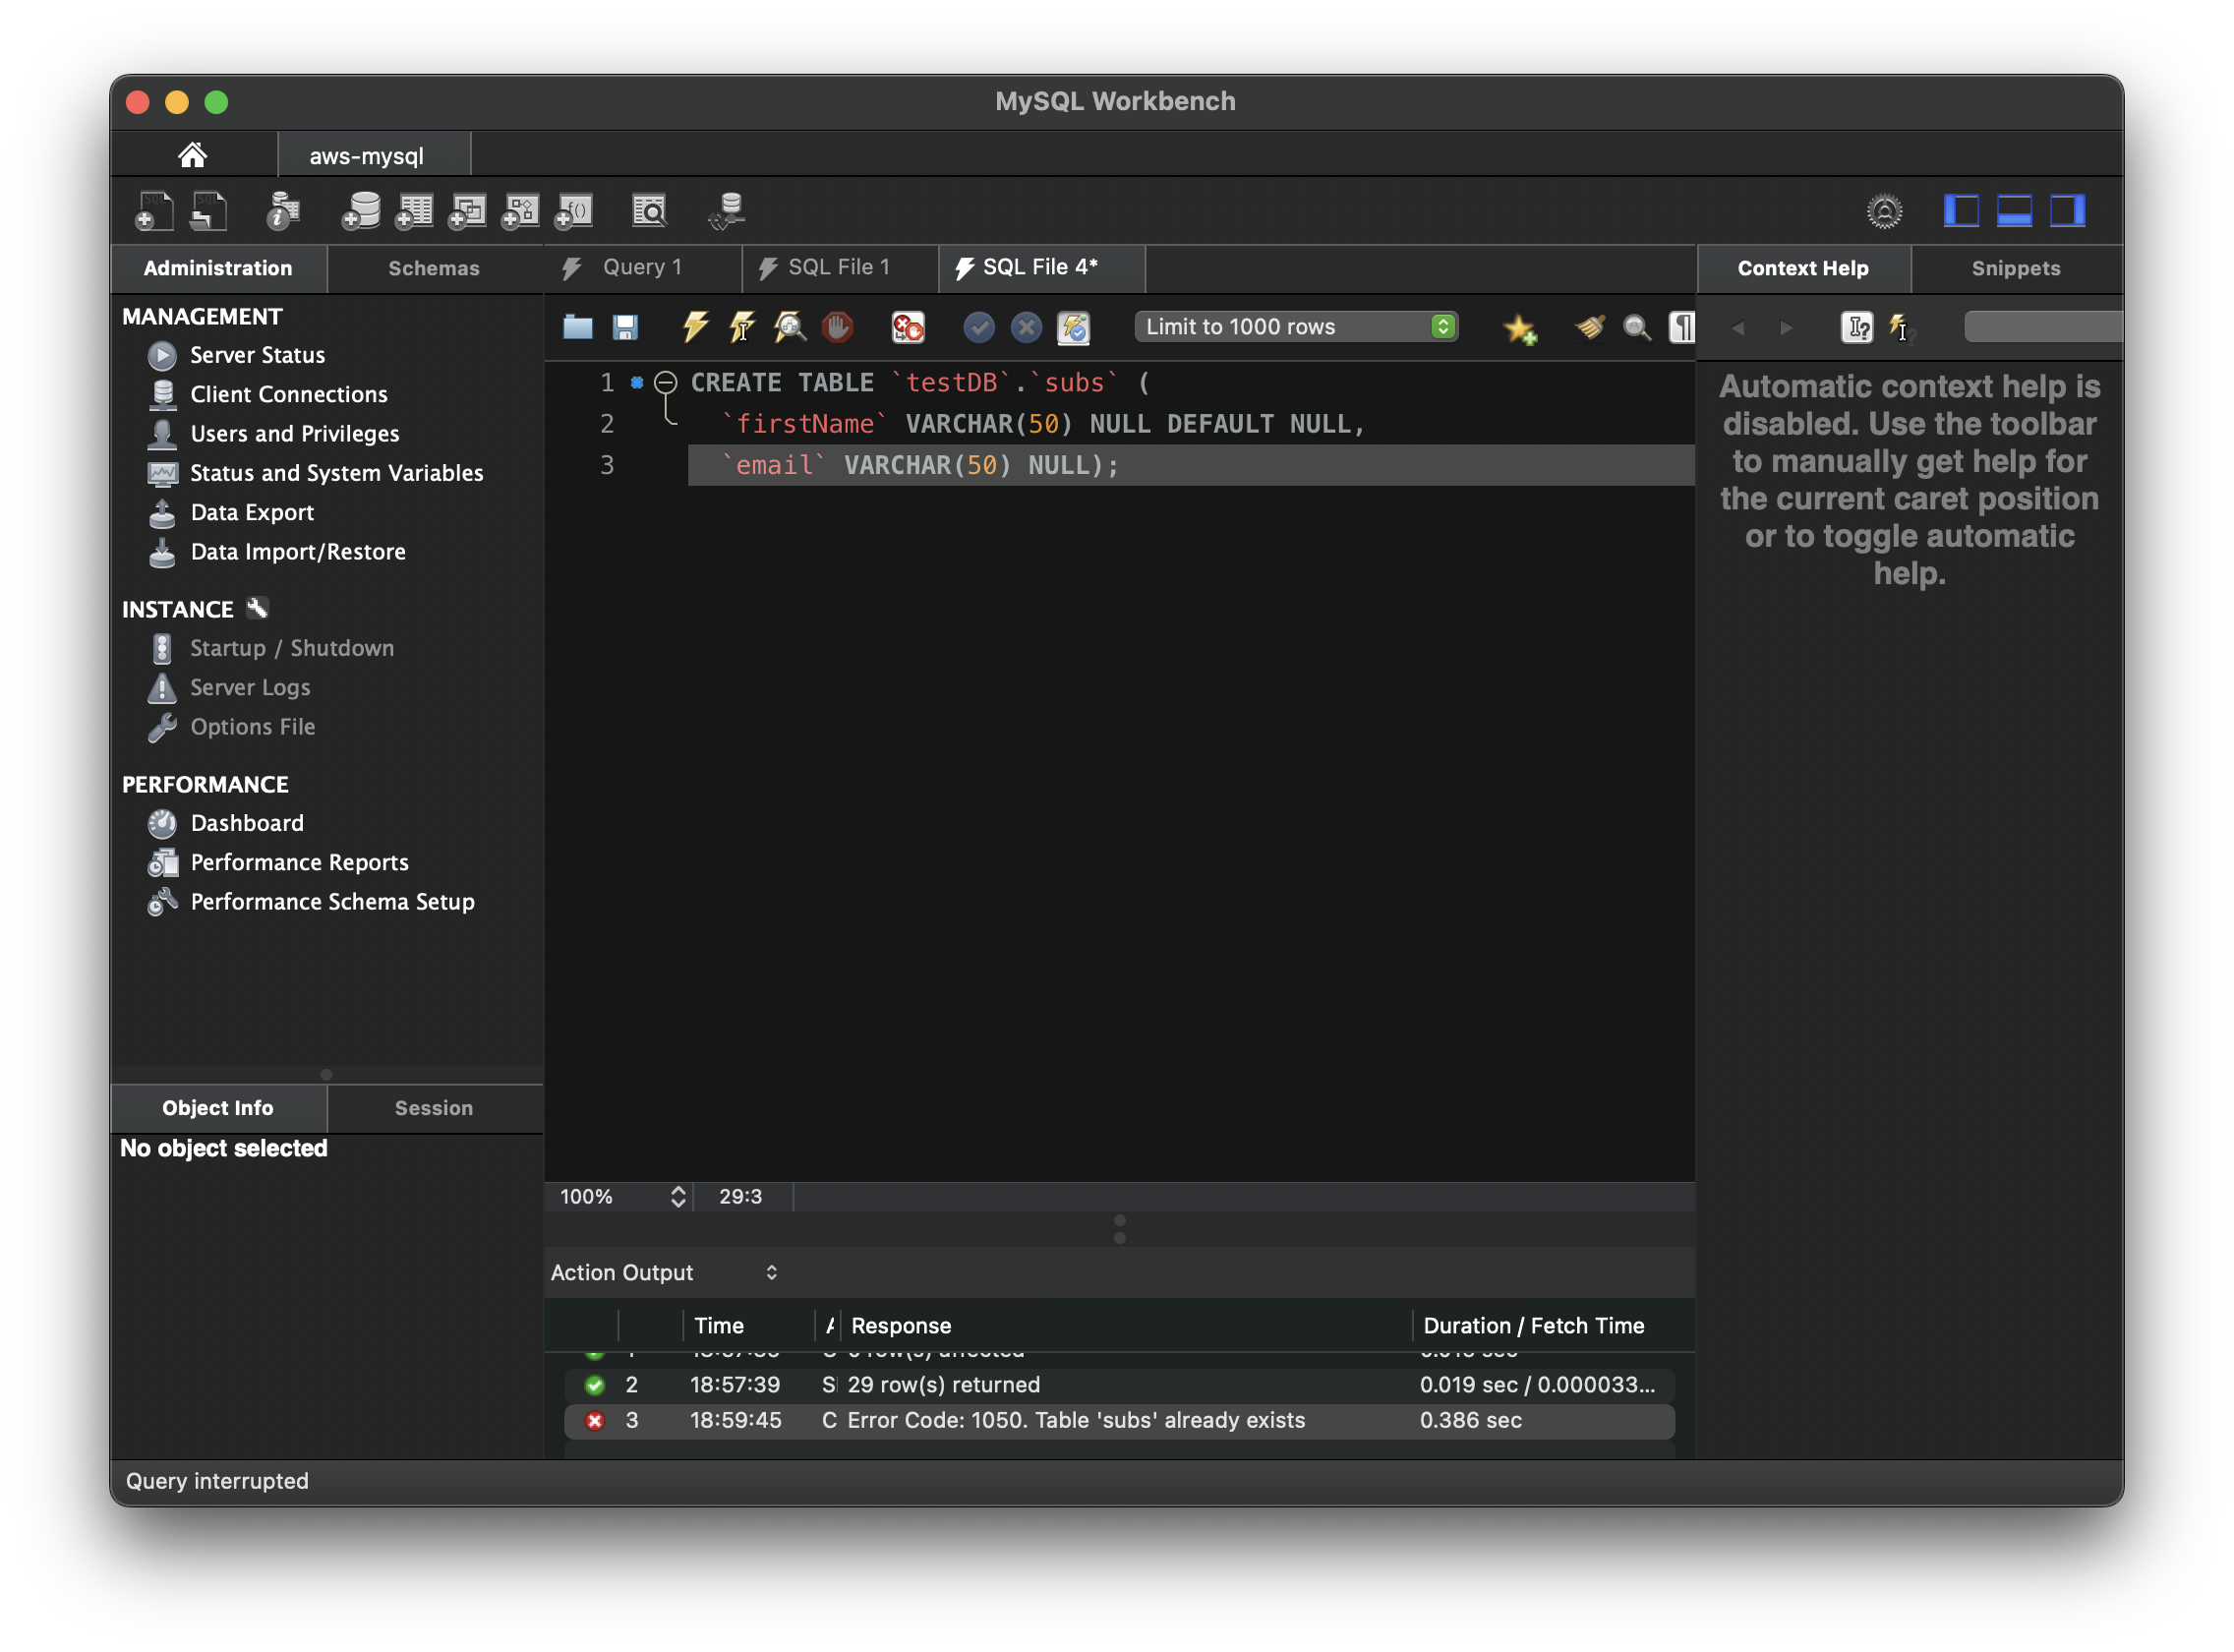 MySQL Workbench
aws-mysql
Administration
Schemas
MANAGEMENT
Server Status
Client Connections
Users and Privileges
Status and System Variables
Data Export
Data Import/Restore
INSTANCE
Startup / Shutdown
Server Logs
Options File
PERFORMANCE
Dashboard
Performance Reports
Performance Schema Setup
Object Info
Session
No object selected
Query 1
SQL File 1
SQL File 4*
Limit to 1000 rows
1 CREATE TABLE `testDB`.`subs` (
2 `firstName` VARCHAR(50) NULL DEFAULT NULL,
3 `email` VARCHAR(50) NULL);
100%
29:3
Action Output
Time Response Duration / Fetch Time
2 18:57:39 29 row(s) returned 0.019 sec / 0.000033...
3 18:59:45 C Error Code: 1050. Table 'subs' already exists 0.386 sec
Context Help
Snippets
Automatic context help is
disabled. Use the toolbar
to manually get help for
the current caret position
or to toggle automatic
help.
Query interrupted